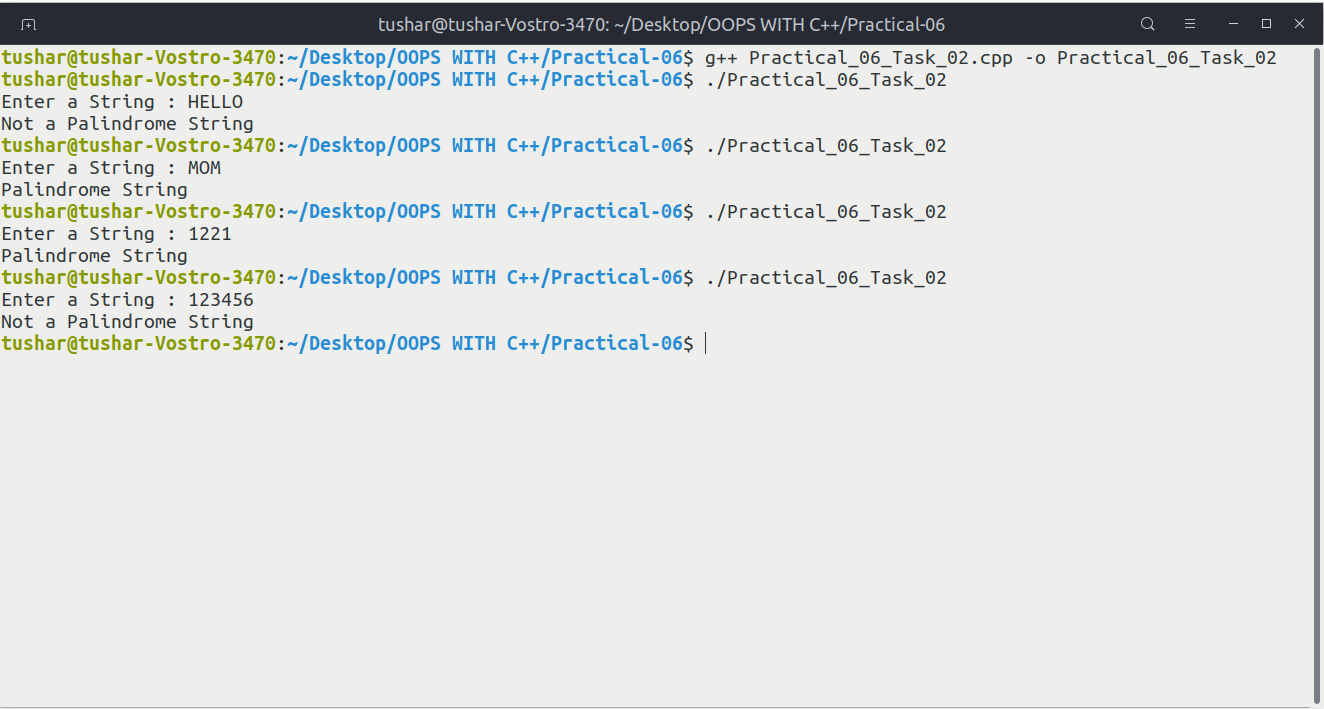 tushar@tushar-Vostro-3470: ~/Desktop/OOPS WITH C++/Practical-06
tushar@tushar-Vostro-3470:~/Desktop/OOPS WITH C++/Practical-06$ g++ Practical_06_Task_02.cpp -o Practical_06_Task_02
tushar@tushar-Vostro-3470:~/Desktop/OOPS WITH C++/Practical-06$ ./Practical_06_Task_02
Enter a String : HELLO
Not a Palindrome String
tushar@tushar-Vostro-3470:~/Desktop/OOPS WITH C++/Practical-06$ ./Practical_06_Task_02
Enter a String : MOM
Palindrome String
tushar@tushar-Vostro-3470:~/Desktop/OOPS WITH C++/Practical-06$ ./Practical_06_Task_02
Enter a String : 1221
Palindrome String
tushar@tushar-Vostro-3470:~/Desktop/OOPS WITH C++/Practical-06$ ./Practical_06_Task_02
Enter a String : 123456
Not a Palindrome String
tushar@tushar-Vostro-3470:~/Desktop/OOPS WITH C++/Practical-06$